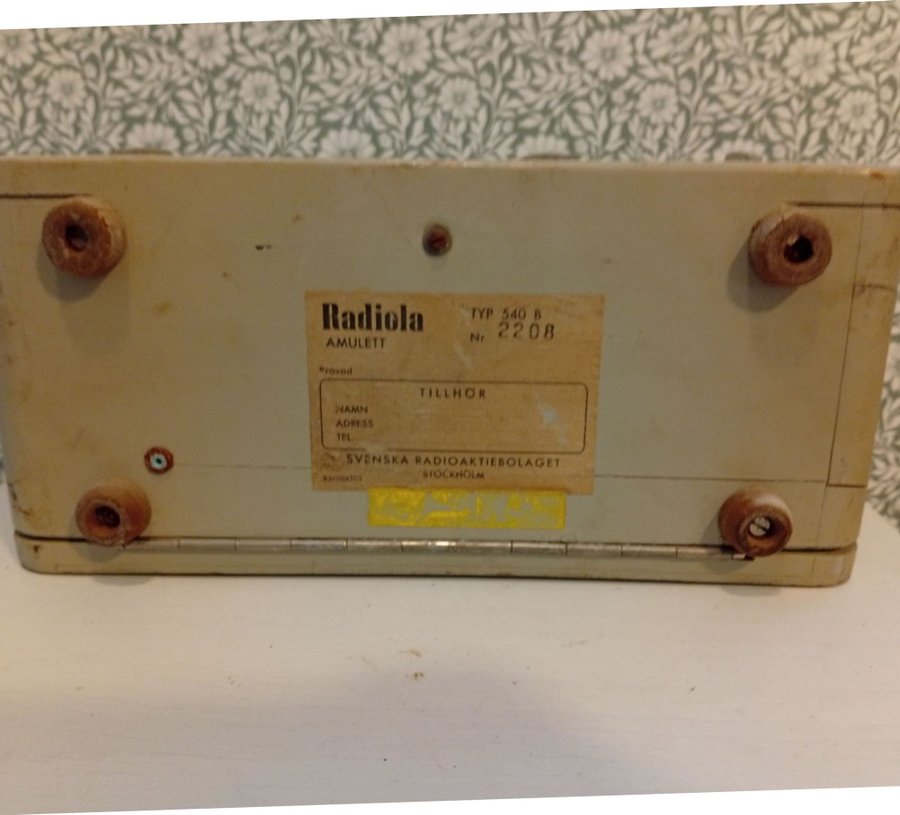 Radiola
AMULETT
TYP 540 B
Nr 2208
Provad
TILLHÖR
NAMN
ADRESS
TEL.
SVENSKA RADIOAKTIEBOLAGET
STOCKHOLM